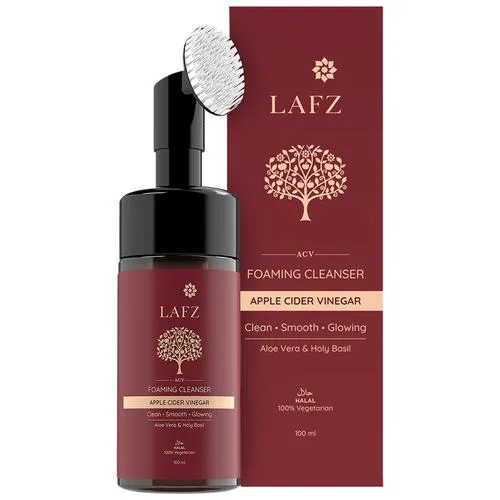 LAFZ
ACV
FOAMING CLEANSER
APPLE CIDER VINEGAR
Clean • Smooth • Glowing
Aloe Vera & Holy Basil
حلال
HALAL
100% Vegetarian
100 ml
LAFZ
ACV
FOAMING CLEANSER
APPLE CIDER VINEGAR
Clean • Smooth • Glowing
Aloe Vera & Holy Basil
حلال
HALAL
100% Vegetarian
100 ml